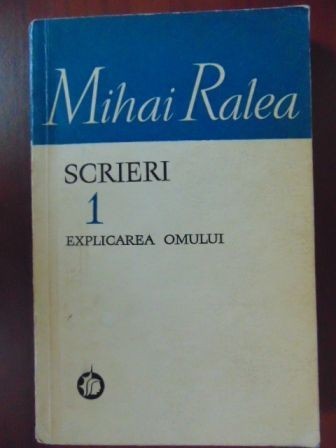 Mihai Ralea
SCRIERI
1
EXPLICAREA OMULUI